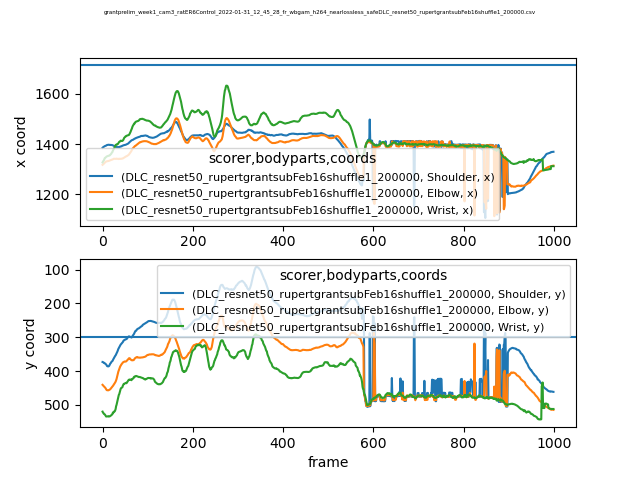 grantprelim_week1_cam3_ratER6Control_2022-01-31_12_45_28_fr_wbgam_h264_nearlossless_safeDLC_resnet50_rupertgrantsubFeb16shuffle1_200000.csv
x coord
1600
1400
1200
scorer,bodyparts,coords
(DLC_resnet50_rupertgrantsubFeb16shuffle1_200000, Shoulder, x)
(DLC_resnet50_rupertgrantsubFeb16shuffle1_200000, Elbow, x)
(DLC_resnet50_rupertgrantsubFeb16shuffle1_200000, Wrist, x)
0 200 400 600 800 1000
y coord
100
200
300
400
500
scorer,bodyparts,coords
(DLC_resnet50_rupertgrantsubFeb16shuffle1_200000, Shoulder, y)
(DLC_resnet50_rupertgrantsubFeb16shuffle1_200000, Elbow, y)
(DLC_resnet50_rupertgrantsubFeb16shuffle1_200000, Wrist, y)
0 200 400 600 800 1000
frame